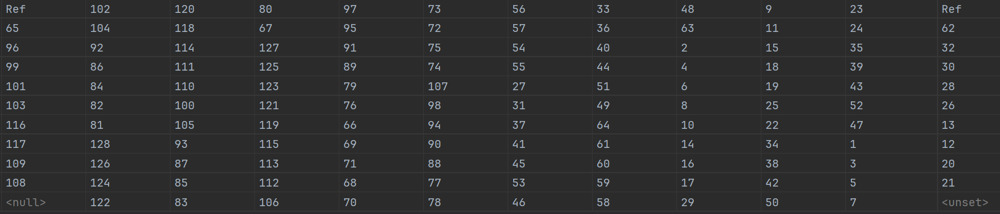 Ref 102 120 80 97 73 56 33 48 9 23 Ref
65 104 118 67 95 72 57 36 63 11 24 62
96 92 114 127 91 75 54 40 2 15 35 32
99 86 111 125 89 74 55 44 4 18 39 30
101 84 110 123 79 107 27 51 6 19 43 28
103 82 100 121 76 98 31 49 8 25 52 26
116 81 105 119 66 94 37 64 10 22 47 13
117 128 93 115 69 90 41 61 14 34 1 12
109 126 87 113 71 88 45 60 16 38 3 20
108 124 85 112 68 77 53 59 17 42 5 21
<null> 122 83 106 70 78 46 58 29 50 7 <unset>